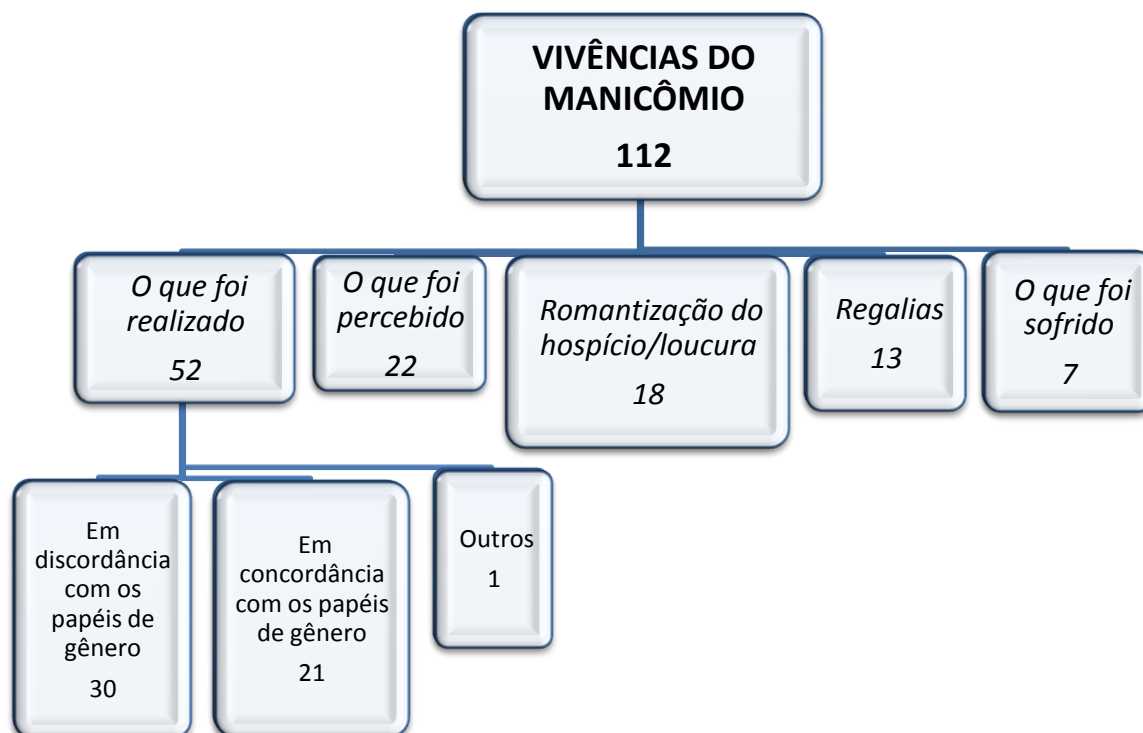 VIVÊNCIAS DO
MANICÔMIO
112
O que foi
realizado
52
O que foi
percebido
22
Romantização do
hospício/loucura
18
Regalias
13
O que foi
sofrido
7
Em
discordância
com os
papéis de
gênero
30
Em
concordância
com os papéis
de gênero
21
Outros
1